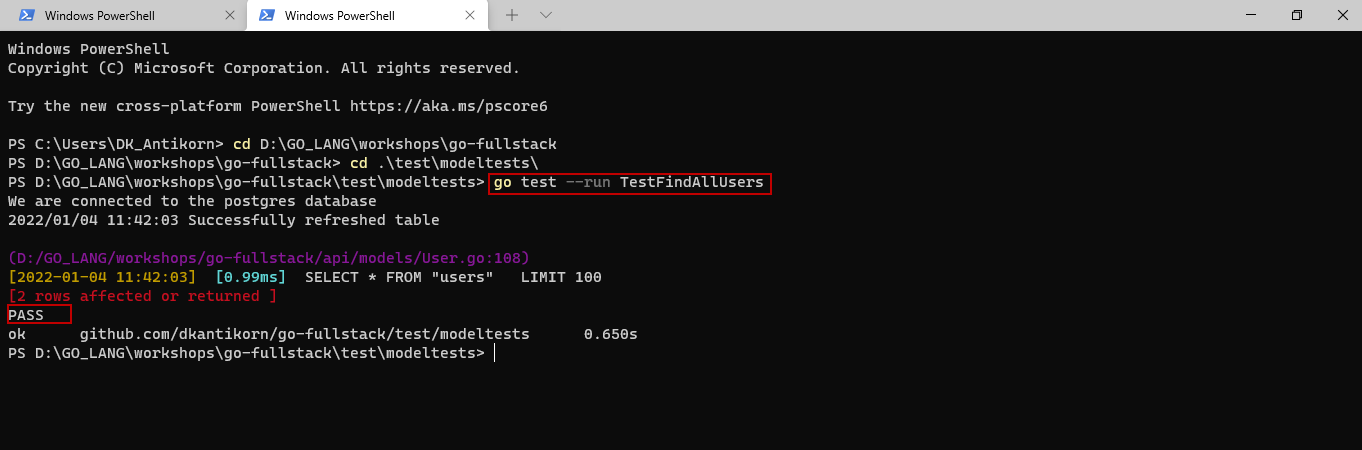 Windows PowerShell
Windows PowerShell
Windows PowerShell
Copyright (C) Microsoft Corporation. All rights reserved.
Try the new cross-platform PowerShell https://aka.ms/pscore6
PS C:\Users\DK_Antikorn> cd D:\GO_LANG\workshops\go-fullstack
PS D:\GO_LANG\workshops\go-fullstack> cd .\test\modeltests\
PS D:\GO_LANG\workshops\go-fullstack\test\modeltests> go test --run TestFindAllUsers
We are connected to the postgres database
2022/01/04 11:42:03 Successfully refreshed table
(D:/GO_LANG/workshops/go-fullstack/api/models/User.go:108)
[2022-01-04 11:42:03]  [0.99ms]  SELECT * FROM "users"   LIMIT 100
[2 rows affected or returned ]
PASS
ok      github.com/dkantikorn/go-fullstack/test/modeltests      0.650s
PS D:\GO_LANG\workshops\go-fullstack\test\modeltests>